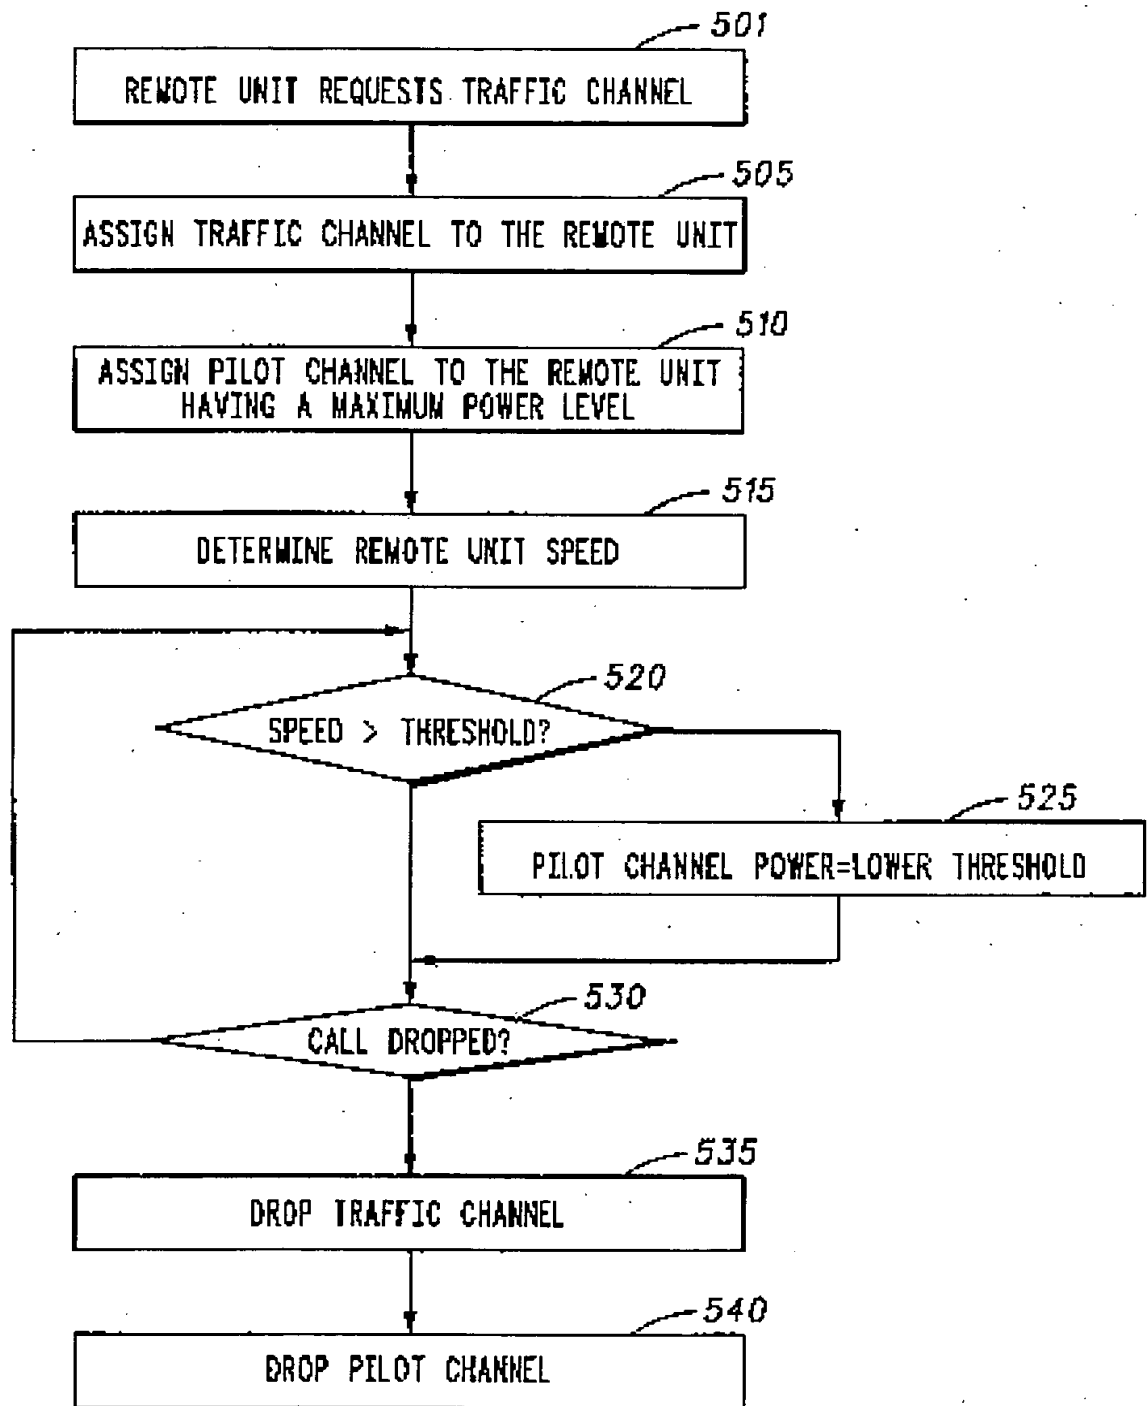 501
REMOTE UNIT REQUESTS TRAFFIC CHANNEL
505
ASSIGN TRAFFIC CHANNEL TO THE REMOTE UNIT
510
ASSIGN PILOT CHANNEL TO THE REMOTE UNIT
HAVING A MAXIMUM POWER LEVEL
515
DETERMINE REMOTE UNIT SPEED
520
SPEED > THRESHOLD?
525
PILOT CHANNEL POWER=LOWER THRESHOLD
530
CALL DROPPED?
535
DROP TRAFFIC CHANNEL
540
DROP PILOT CHANNEL